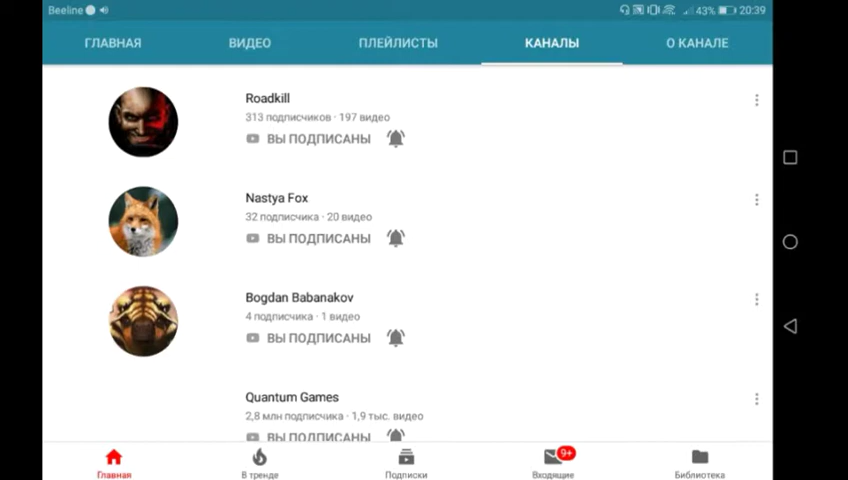 Beeline 43% 20:39
ГЛАВНАЯ ВИДЕО ПЛЕЙЛИСТЫ КАНАЛЫ О КАНАЛЕ
Roadkill
313 подписчиков · 197 видео
ВЫ ПОДПИСАНЫ
Nastya Fox
32 подписчика · 20 видео
ВЫ ПОДПИСАНЫ
Bogdan Babanakov
4 подписчика · 1 видео
ВЫ ПОДПИСАНЫ
Quantum Games
2,8 млн подписчика · 1,9 тыс. видео
ВЫ ПОДПИСАНЫ
9+
Главная В тренде Подписки Входящие Библиотека